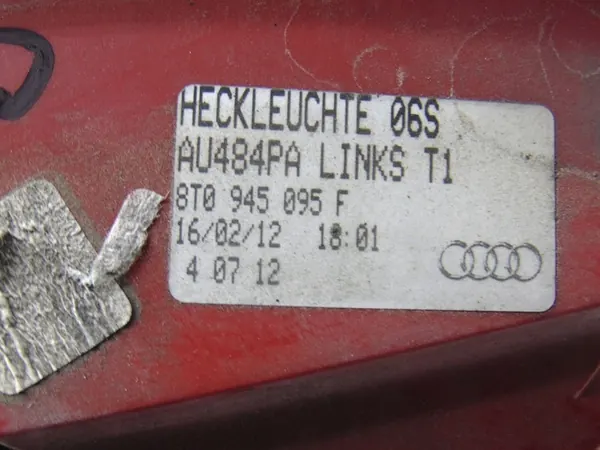 HECKLEUCHTE 06S
AU484PA LINKS T1
8T0 945 095 F
16/02/12 18:01
4 07 12